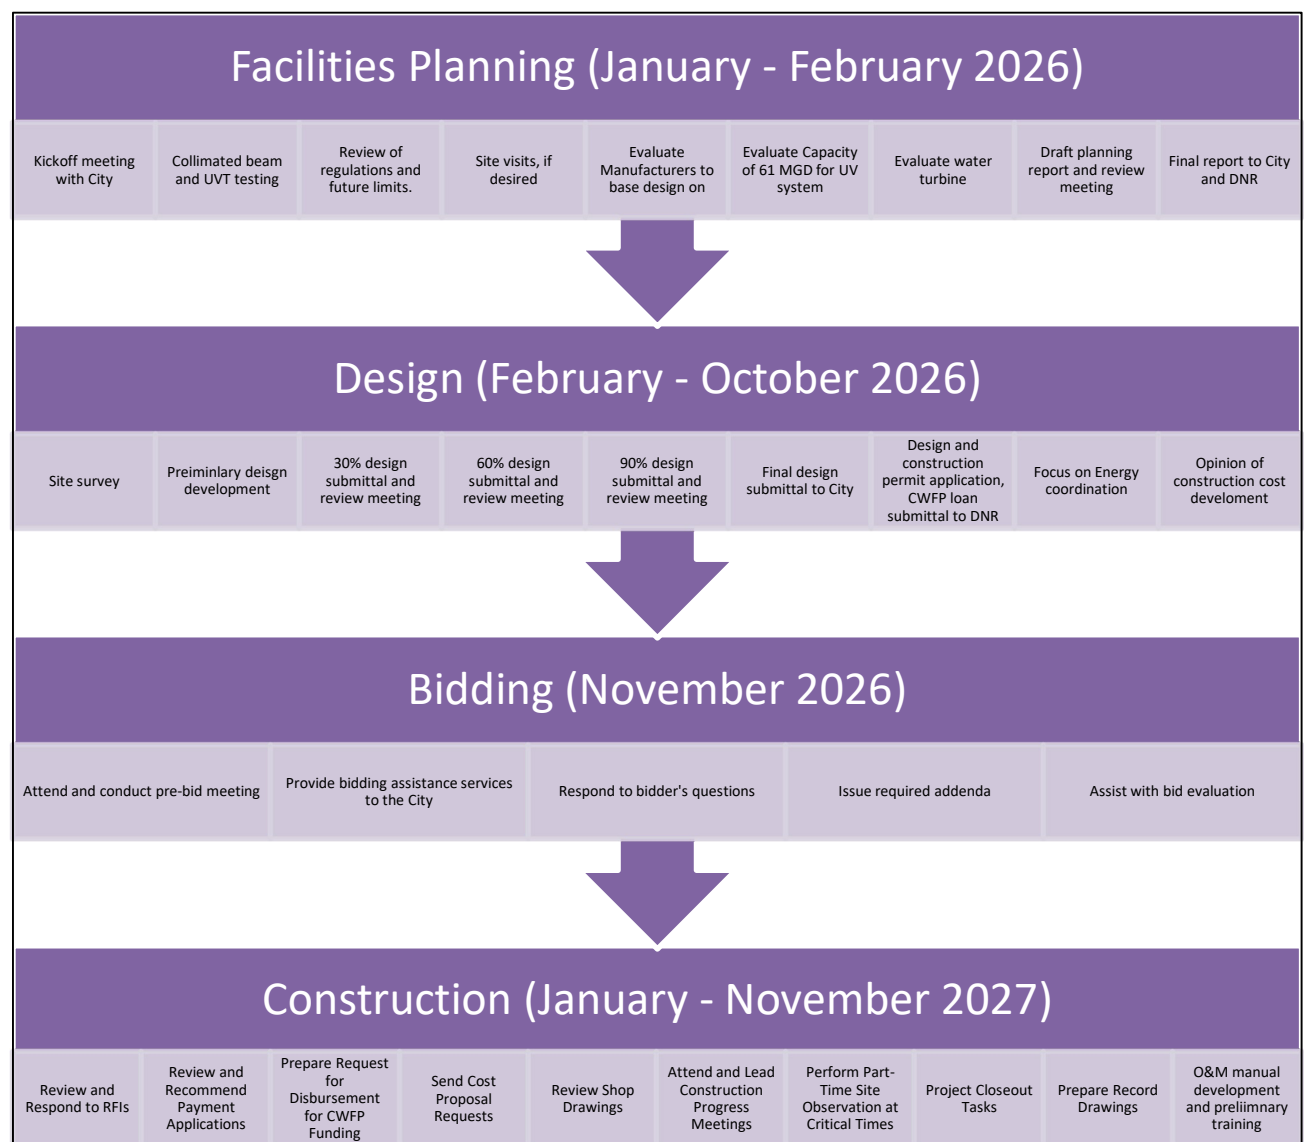 Facilities Planning (January - February 2026)
Kickoff meeting
with City
Collimated beam
and UVT testing
Review of
regulations and
future limits.
Site visits, if
desired
Evaluate
Manufacturers to
base design on
Evaluate Capacity
of 61 MGD for UV
system
Evaluate water
turbine
Draft planning
report and review
meeting
Final report to City
and DNR
Design (February - October 2026)
Site survey
Preiminlary deisgn
development
30% design
submittal and
review meeting
60% design
submittal and
review meeting
90% design
submittal and
review meeting
Final design
submittal to City
Design and
construction
permit application,
CWFP loan
submittal to DNR
Focus on Energy
coordination
Opinion of
construction cost
develoment
Bidding (November 2026)
Attend and conduct pre-bid meeting
Provide bidding assistance services
to the City
Respond to bidder's questions
Issue required addenda
Assist with bid evaluation
Construction (January - November 2027)
Review and
Respond to RFIs
Review and
Recommend
Payment
Applications
Prepare Request
for
Disbursement
for CWFP
Funding
Send Cost
Proposal
Requests
Review Shop
Drawings
Attend and Lead
Construction
Progress
Meetings
Perform Part-
Time Site
Observation at
Critical Times
Project Closeout
Tasks
Prepare Record
Drawings
O&M manual
development
and preliimnary
training